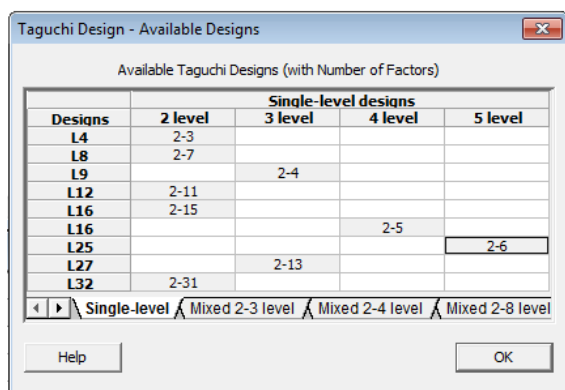 Taguchi Design - Available Designs
Available Taguchi Designs (with Number of Factors)
Single-level designs
Designs 2 level 3 level 4 level 5 level
L4 2-3
L8 2-7
L9 2-4
L12 2-11
L16 2-15
L16 2-5
L25 2-6
L27 2-13
L32 2-31
Single-level Mixed 2-3 level Mixed 2-4 level Mixed 2-8 level
Help OK